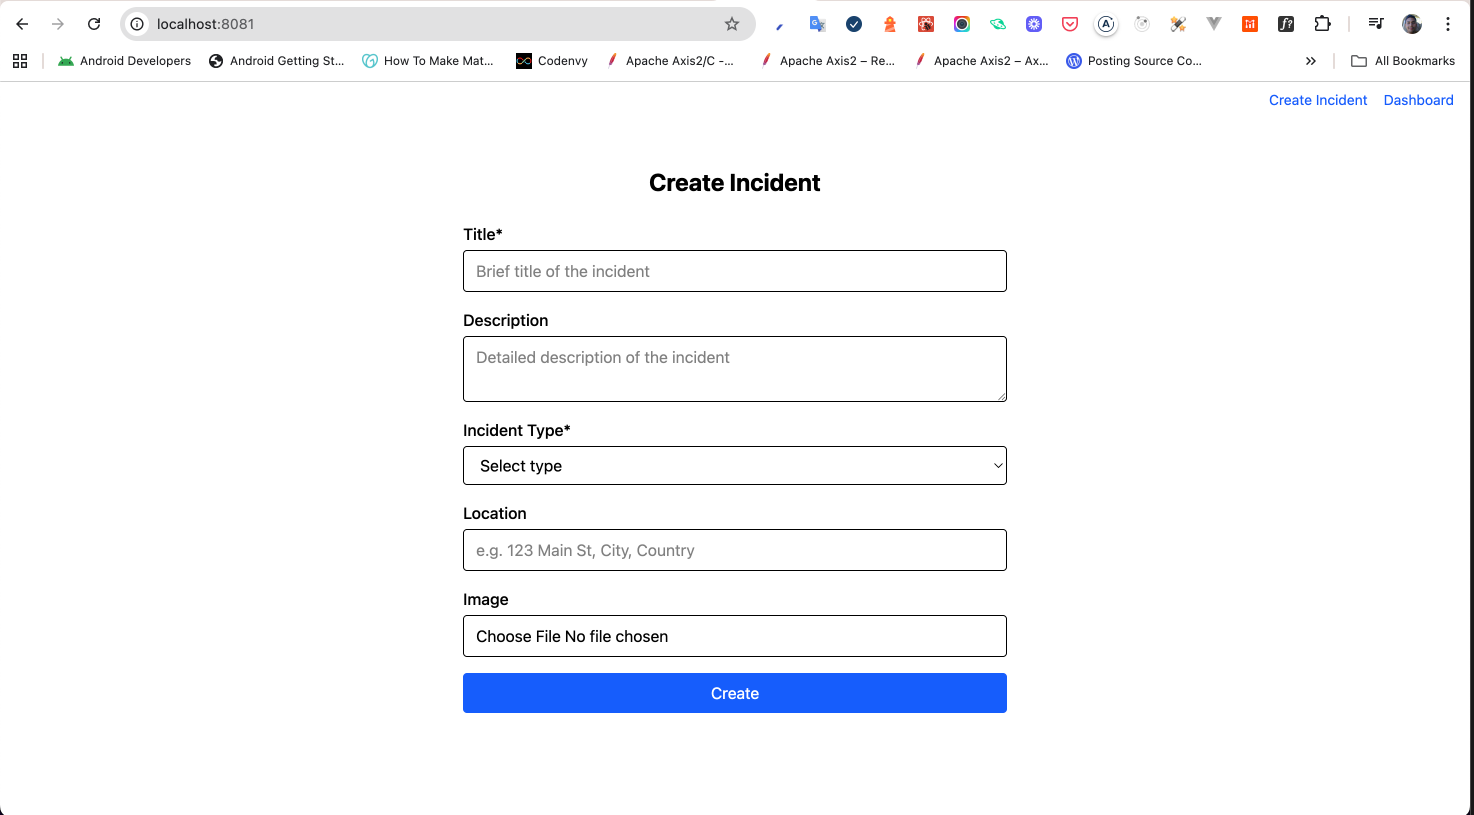 localhost:8081
Android Developers Android Getting St... How To Make Mat... Codenvy Apache Axis2/C -... Apache Axis2 – Re... Apache Axis2 – Ax... Posting Source Co... All Bookmarks
Create Incident Dashboard
Create Incident
Title*
Brief title of the incident
Description
Detailed description of the incident
Incident Type*
Select type
Location
e.g. 123 Main St, City, Country
Image
Choose File No file chosen
Create